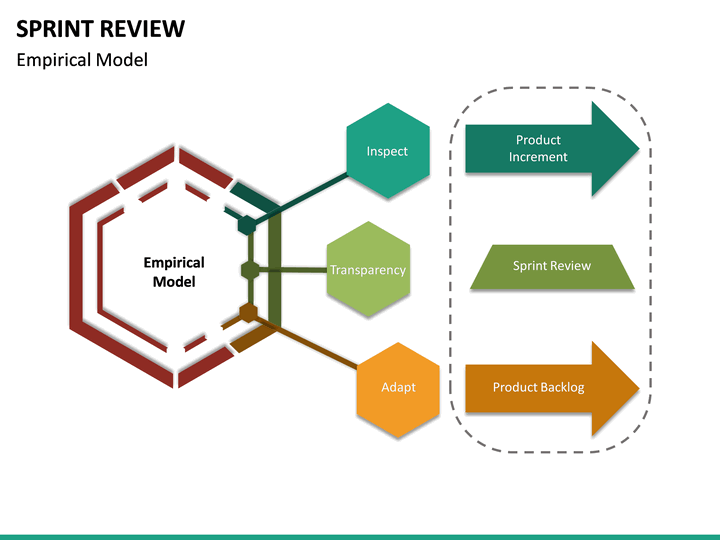 SPRINT REVIEW
Empirical Model
Empirical
Model
Inspect
Transparency
Adapt
Product
Increment
Sprint Review
Product Backlog